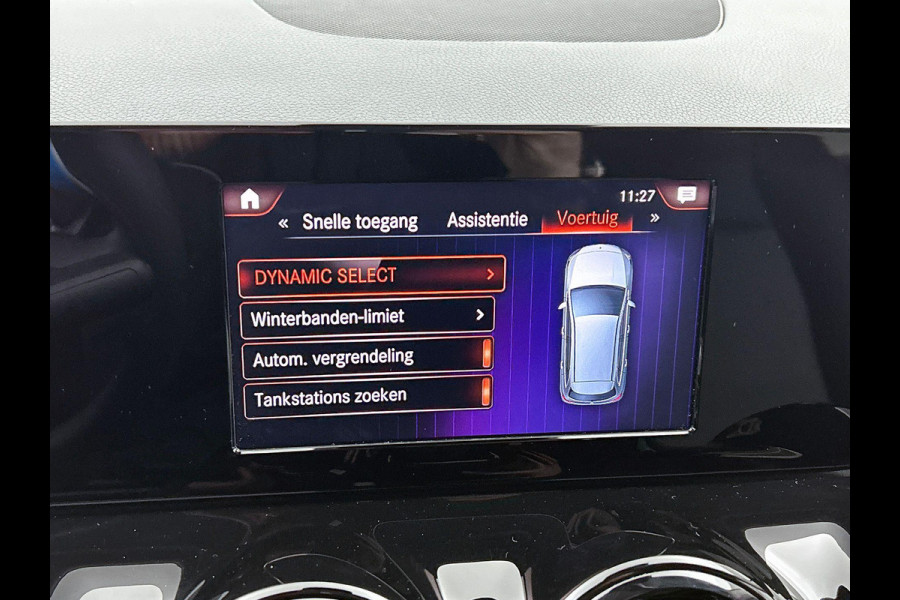 11:27
« Snelle toegang Assistentie Voertuig »
DYNAMIC SELECT >
Winterbanden-limiet >
Autom. vergrendeling
Tankstations zoeken